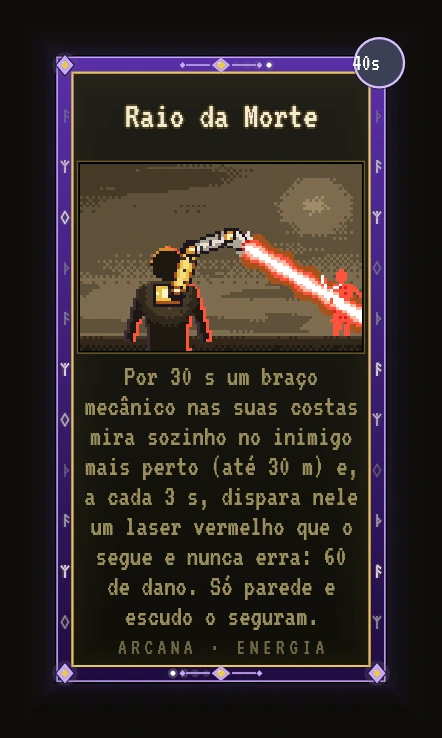 40s
Raio da Morte
Por 30 s um braço
mecânico nas suas costas
mira sozinho no inimigo
mais perto (até 30 m) e,
a cada 3 s, dispara nele
um laser vermelho que o
segue e nunca erra: 60
de dano. Só parede e
escudo o seguram.
ARCANA · ENERGIA